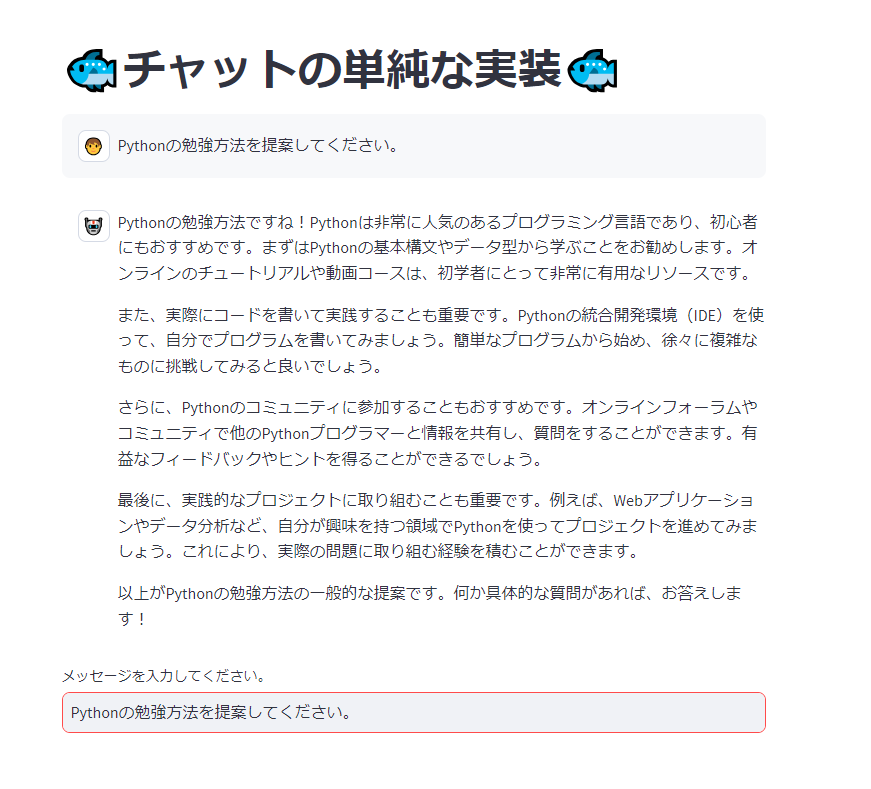 チャットの単純な実装
Pythonの勉強方法を提案してください。
Pythonの勉強方法ですね！Pythonは非常に人気のあるプログラミング言語であり、初心者
にもおすすめです。まずはPythonの基本構文やデータ型から学ぶことをお勧めします。オ
ンラインのチュートリアルや動画コースは、初学者にとって非常に有用なリソースです。
また、実際にコードを書いて実践することも重要です。Pythonの統合開発環境（IDE）を使
って、自分でプログラムを書いてみましょう。簡単なプログラムから始め、徐々に複雑な
ものに挑戦してみると良いでしょう。
さらに、Pythonのコミュニティに参加することもおすすめです。オンラインフォーラムや
コミュニティで他のPythonプログラマーと情報を共有し、質問をすることができます。有
益なフィードバックやヒントを得ることができるでしょう。
最後に、実践的なプロジェクトに取り組むことも重要です。例えば、Webアプリケーショ
ンやデータ分析など、自分が興味を持つ領域でPythonを使ってプロジェクトを進めてみま
しょう。これにより、実際の問題に取り組む経験を積むことができます。
以上がPythonの勉強方法の一般的な提案です。何か具体的な質問があれば、お答えしま
す！
メッセージを入力してください。
Pythonの勉強方法を提案してください。